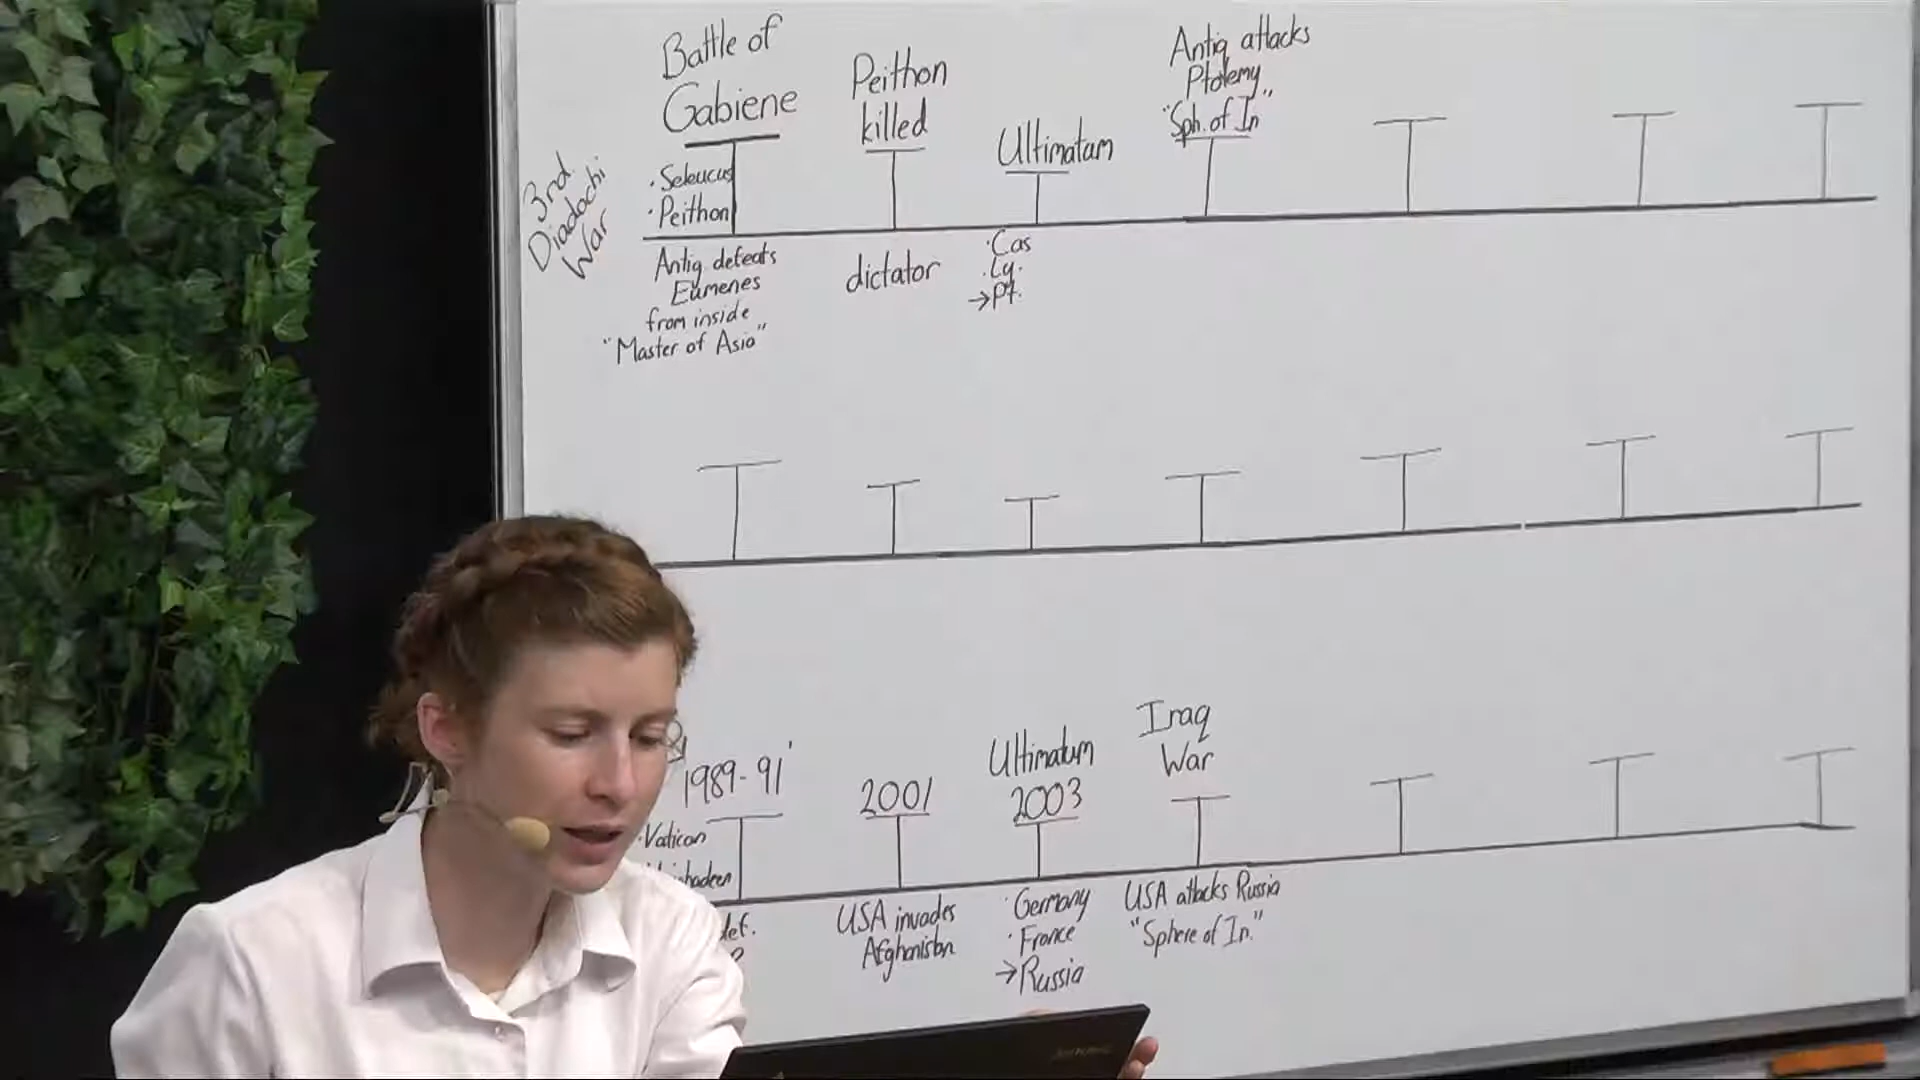 3rd
Diadochi
War
Battle of
Gabiene
· Seleucus
· Peithon
Antig. defeats
Eumenes
from inside
"Master of Asia"
Peithon
killed
dictator
Ultimatum
· Cas
· Ly.
→ Pt.
Antig attacks
Ptolemy
"Sph. of In"
1989-91
· Vatican
def.
2001
USA invades
Afghanistan
Ultimatum
2003
· Germany
· France
→ Russia
Iraq
War
USA attacks Russia
"Sphere of In."